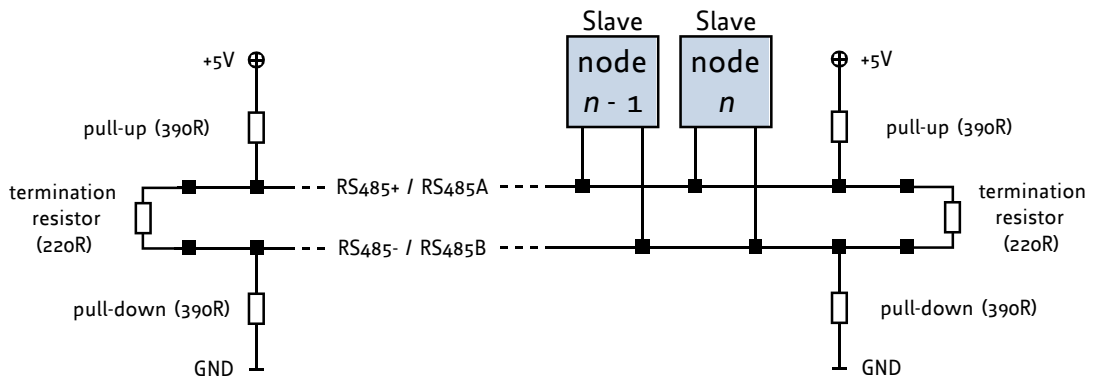 Slave Slave
node node
n - 1 n
+5V +5V
pull-up (390R) pull-up (390R)
termination
resistor
(220R)
RS485+ / RS485A
RS485- / RS485B
termination
resistor
(220R)
pull-down (390R) pull-down (390R)
GND GND